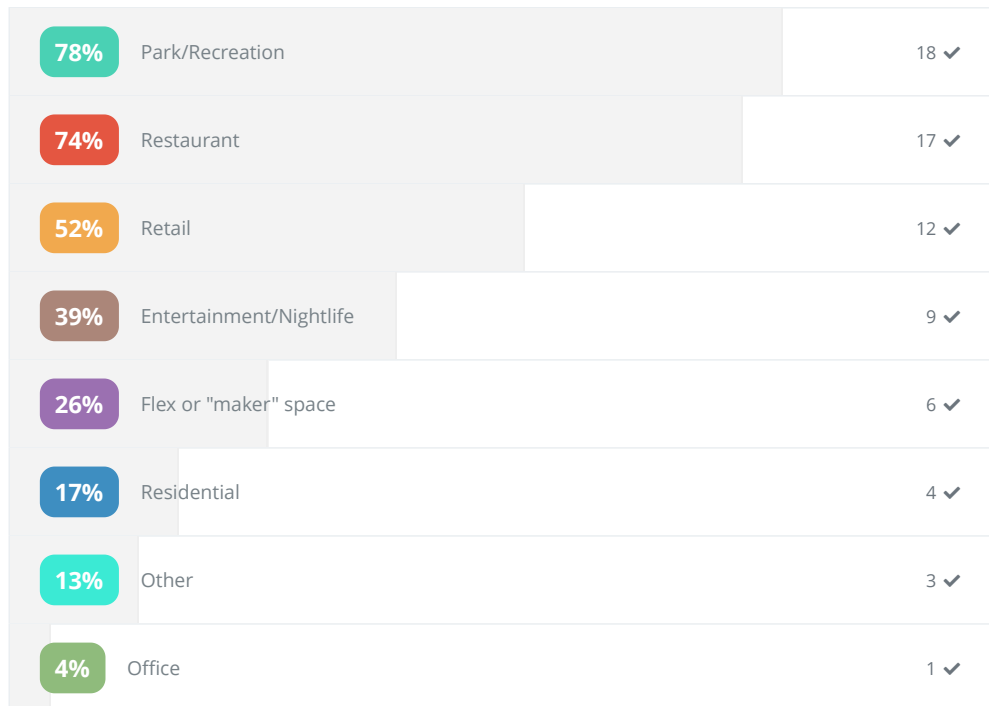 78% Park/Recreation 18 ✔
74% Restaurant 17 ✔
52% Retail 12 ✔
39% Entertainment/Nightlife 9 ✔
26% Flex or "maker" space 6 ✔
17% Residential 4 ✔
13% Other 3 ✔
4% Office 1 ✔